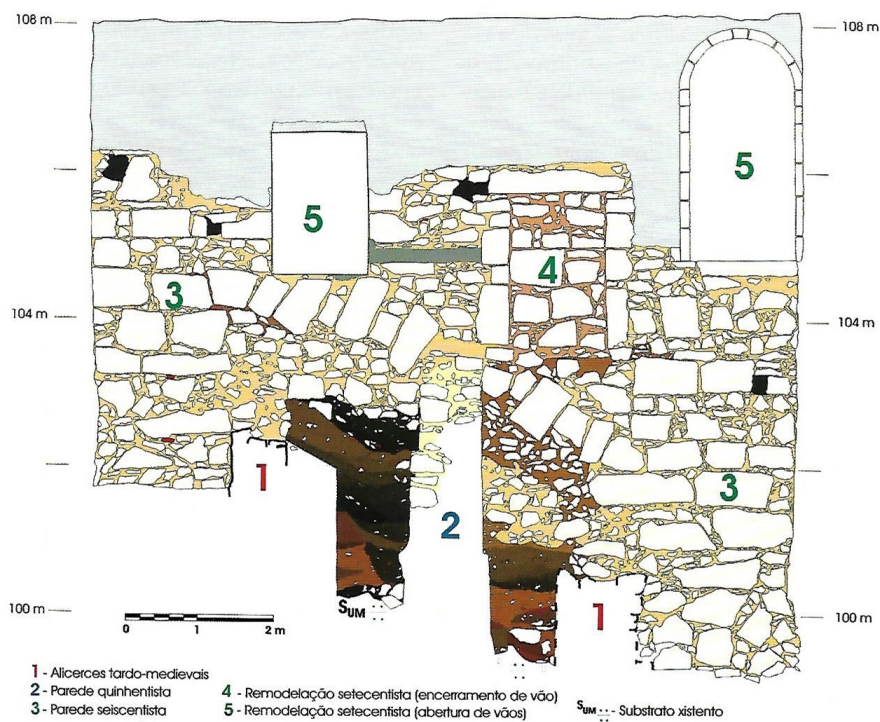 108 m
108 m
5
5
4
3
104 m
104 m
1
3
2
100 m
SUM
1
100 m
0 1 2 m
1 - Alicerces tardo-medievais
2 - Parede quinhentista
3 - Parede seiscentista
4 - Remodelação setecentista (encerramento de vão)
5 - Remodelação setecentista (abertura de vãos)
SUM - Substrato xistento